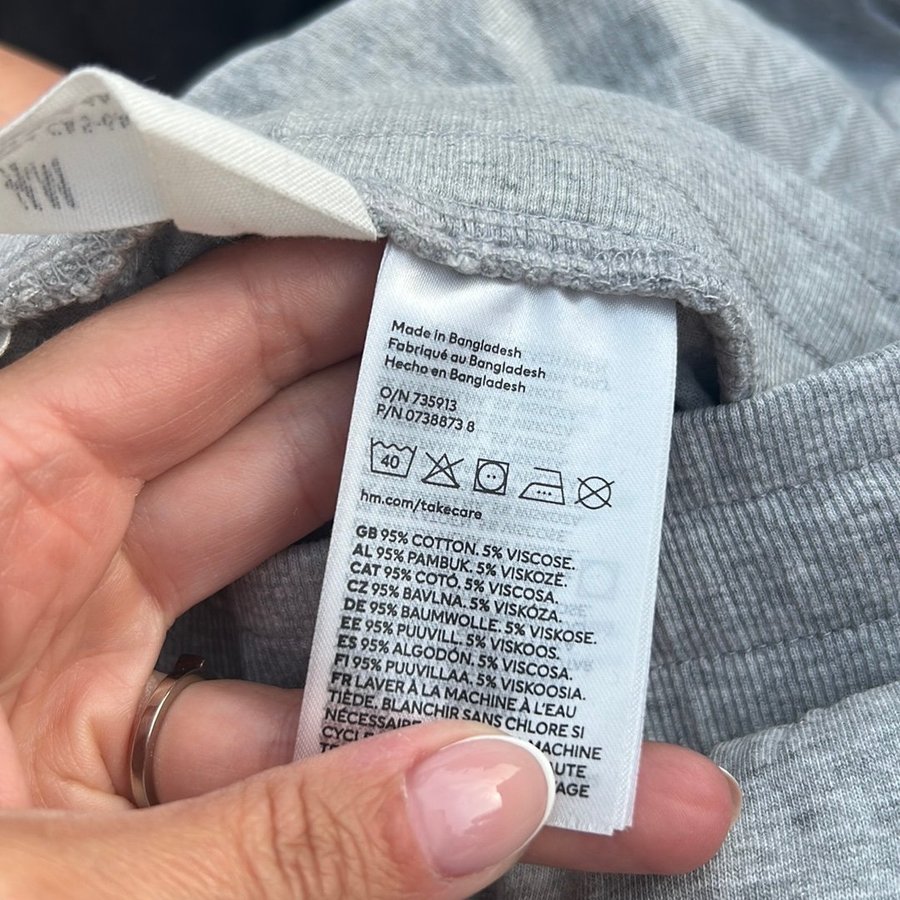 Made in Bangladesh
Fabriqué au Bangladesh
Hecho en Bangladesh
O/N 735913
P/N 0738873 8
40
hm.com/takecare
GB 95% COTTON. 5% VISCOSE.
AL 95% PAMBUK. 5% VISKOZË.
CAT 95% COTÓ. 5% VISCOSA.
CZ 95% BAVLNA. 5% VISKÓZA.
DE 95% BAUMWOLLE. 5% VISKOSE.
EE 95% PUUVILL. 5% VISKOOS.
ES 95% ALGODÓN. 5% VISCOSA.
FI 95% PUUVILLA. 5% VISKOOSIA.
FR LAVER À LA MACHINE À L'EAU
TIÈDE. BLANCHIR SANS CHLORE SI
NÉCESSAIRE MACHINE
CYCLE